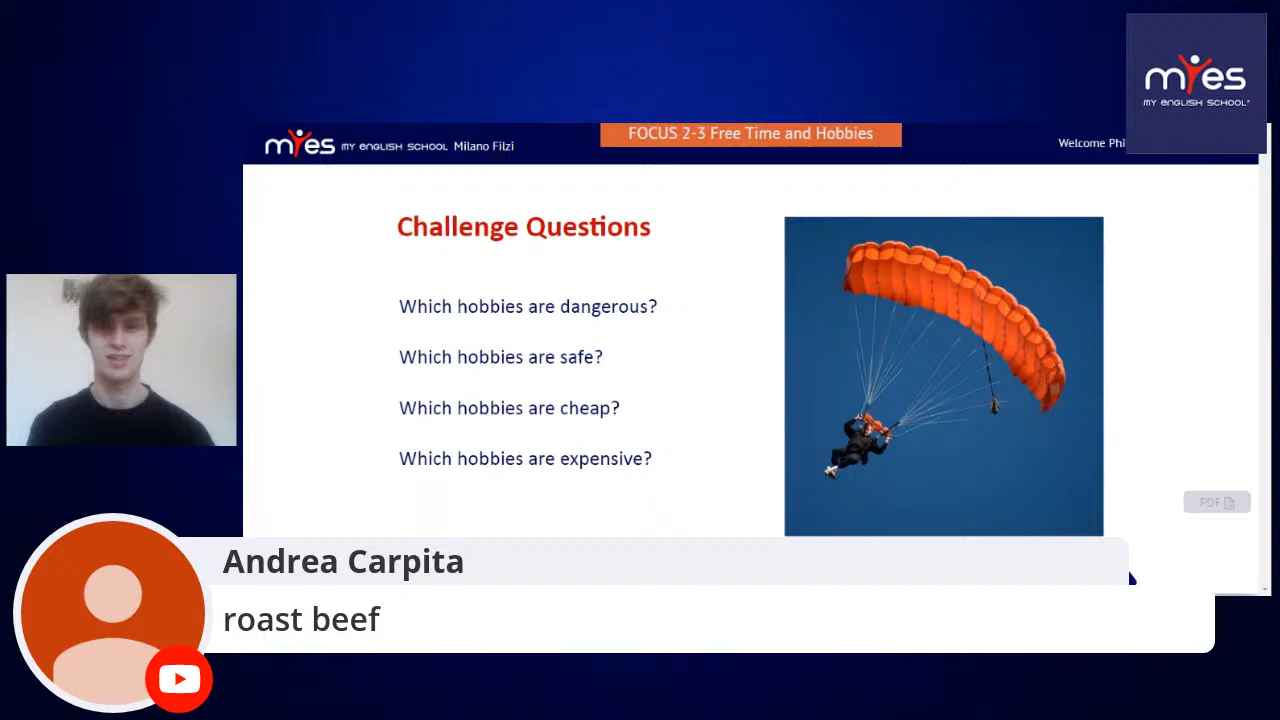 myes
MY ENGLISH SCHOOL®
myes MY ENGLISH SCHOOL Milano Filzi
FOCUS 2-3 Free Time and Hobbies
Welcome Phi
Challenge Questions
Which hobbies are dangerous?
Which hobbies are safe?
Which hobbies are cheap?
Which hobbies are expensive?
PDF
Andrea Carpita
roast beef